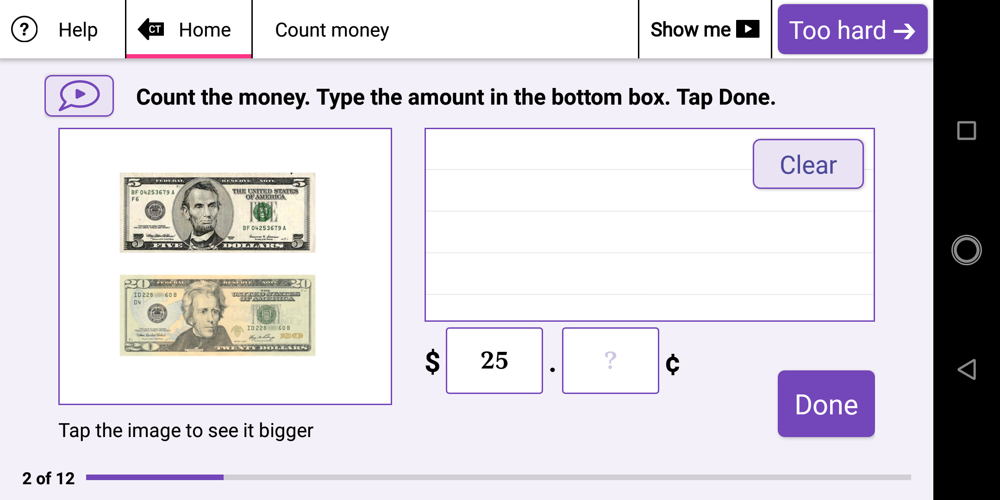 ? Help
CT Home
Count money
Show me
Too hard
Count the money. Type the amount in the bottom box. Tap Done.
5 FEDERAL RESERVE NOTE 5
BF 04253679 A
F6
THE UNITED STATES
OF AMERICA
BF 04253679 A
5 FIVE DOLLARS 5
LINCOLN
20 FEDERAL RESERVE NOTE 20
ID 228 60 B
D4
THE
UNITED STATES
OF AMERICA
ID 228 60 B
20
20 TWENTY DOLLARS
Clear
$ 25 . ? ¢
Done
Tap the image to see it bigger
2 of 12